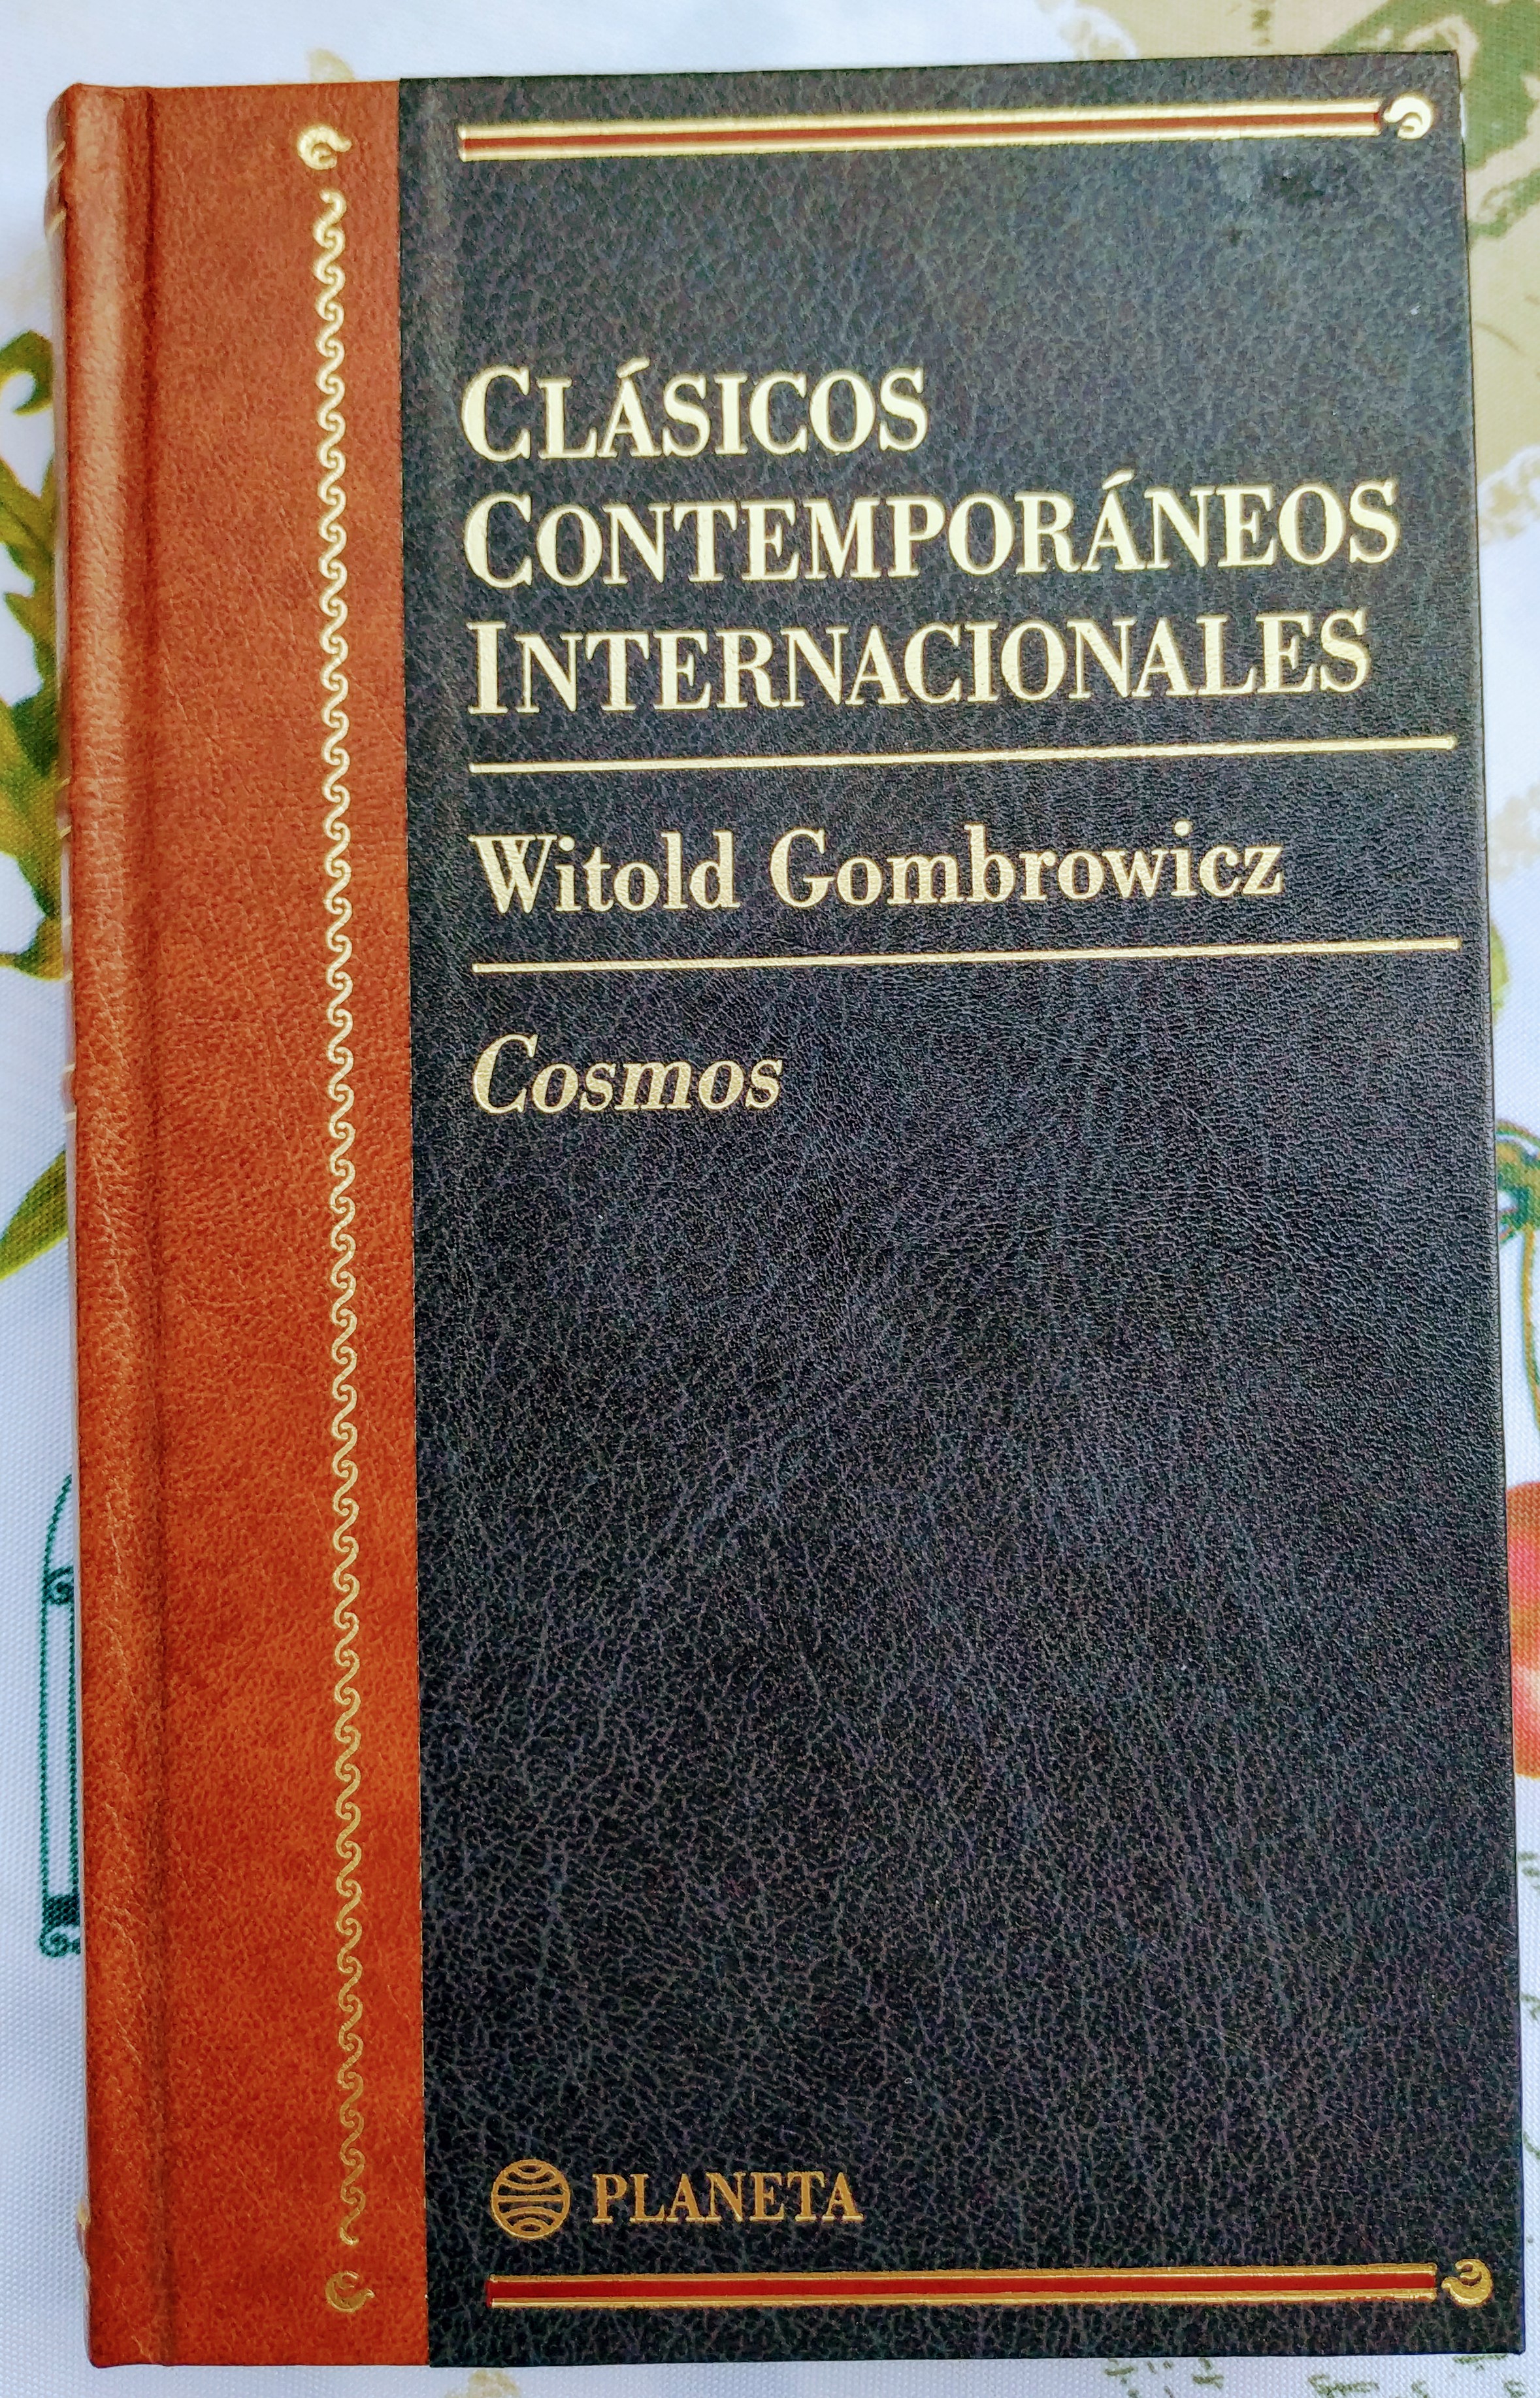 CLÁSICOS
CONTEMPORÁNEOS
INTERNACIONALES
Witold Gombrowicz
Cosmos
PLANETA